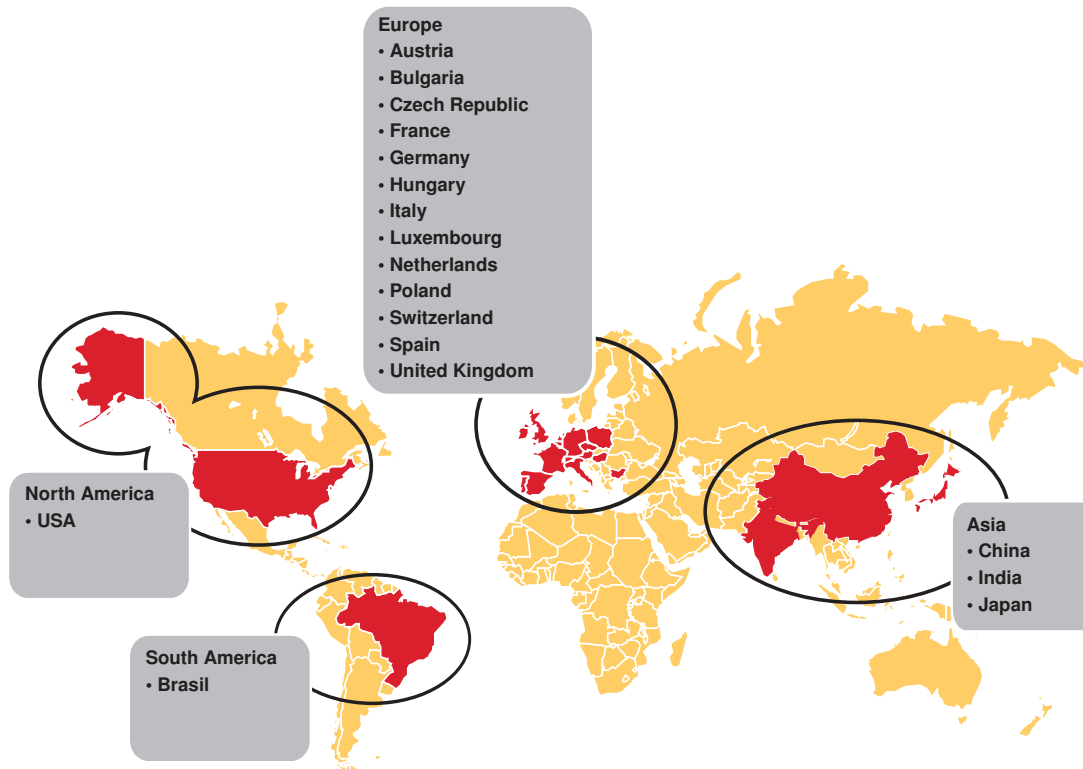 Europe
• Austria
• Bulgaria
• Czech Republic
• France
• Germany
• Hungary
• Italy
• Luxembourg
• Netherlands
• Poland
• Switzerland
• Spain
• United Kingdom
North America
• USA
Asia
• China
• India
• Japan
South America
• Brasil